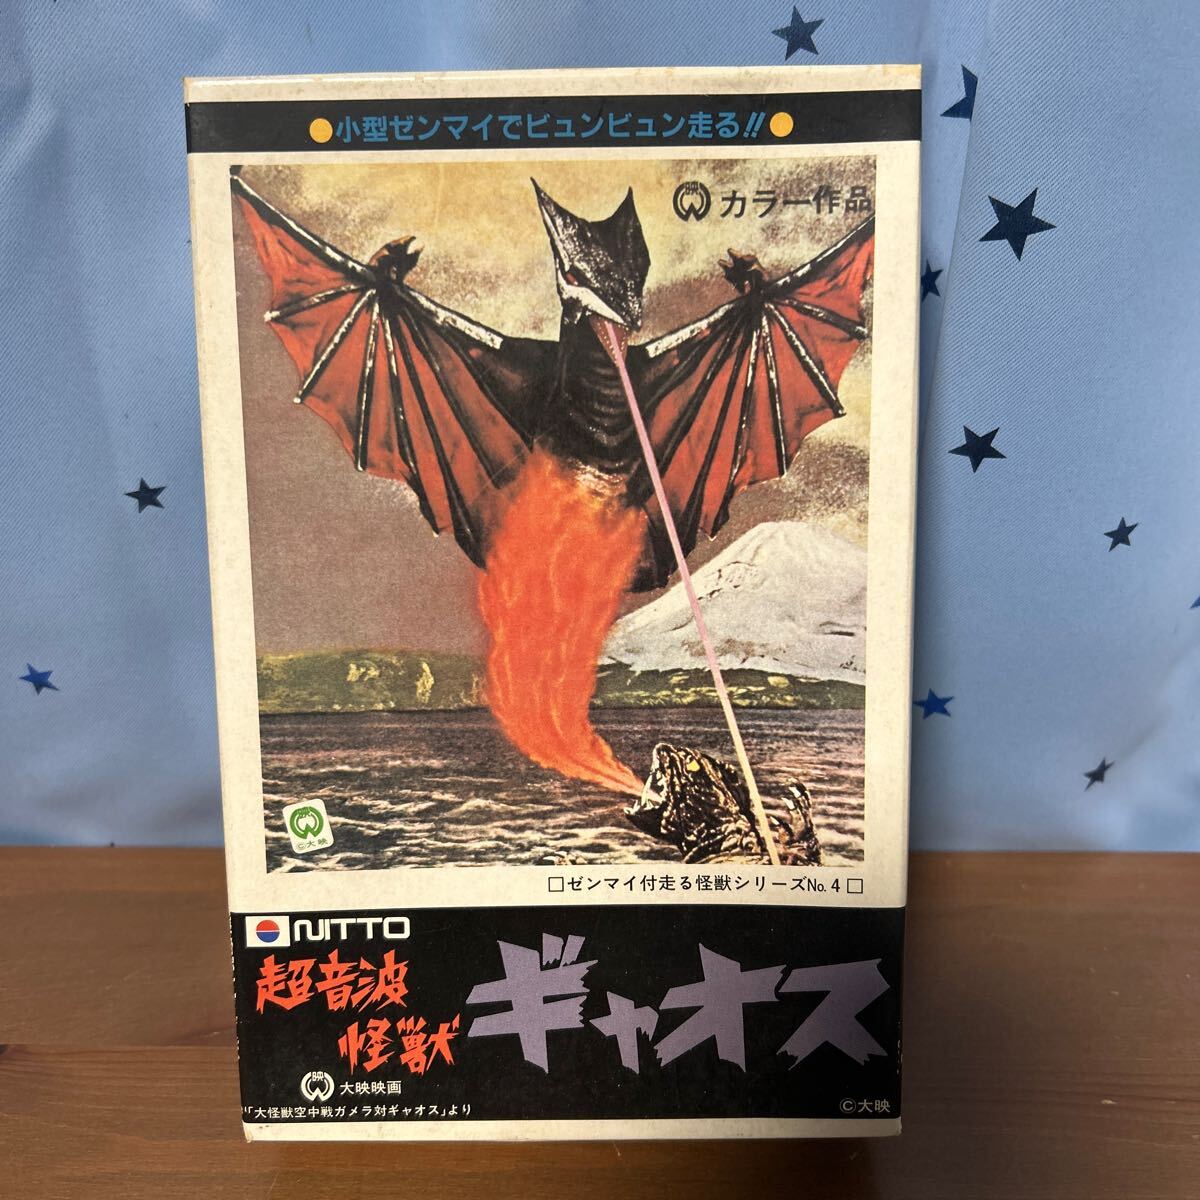 小型ゼンマイでビュンビュン走る!!
映 カラー作品
©大映
□ゼンマイ付走る怪獣シリーズNo.4□
NITTO
超音波
怪獣
ギャオス
映 大映映画
「大怪獣空中戦ガメラ対ギャオス」より
©大映